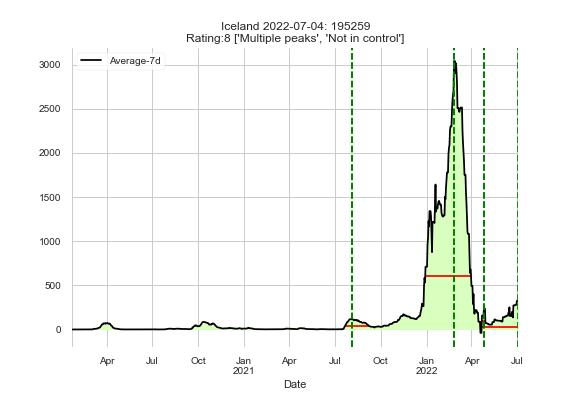 Iceland 2022-07-04: 195259
Rating:8 ['Multiple peaks', 'Not in control']
Average-7d
3000
2500
2000
1500
1000
500
0
Apr Jul Oct Jan Apr Jul Oct Jan Apr Jul
2021 2022
Date